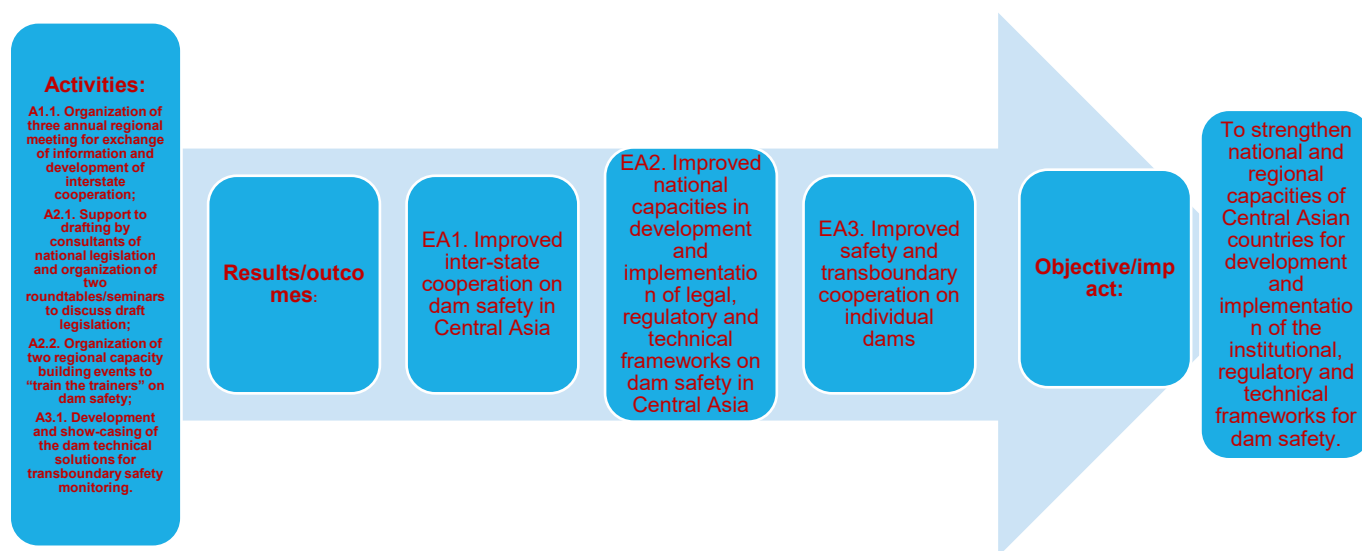 Activities:
A1.1. Organization of
three annual regional
meeting for exchange
of information and
development of
interstate
cooperation;
A2.1. Support to
drafting by
consultants of
national legislation
and organization of
two
roundtables/seminars
to discuss draft
legislation;
A2.2. Organization of
two regional capacity
building events to
“train the trainers” on
dam safety;
A3.1. Development
and show-casing of
the dam technical
solutions for
transboundary safety
monitoring.
Results/outco
mes:
EA1. Improved
inter-state
cooperation on
dam safety in
Central Asia
EA2. Improved
national
capacities in
development
and
implementatio
n of legal,
regulatory and
technical
frameworks on
dam safety in
Central Asia
EA3. Improved
safety and
transboundary
cooperation on
individual
dams
Objective/imp
act:
To strengthen
national and
regional
capacities of
Central Asian
countries for
development
and
implementatio
n of the
institutional,
regulatory and
technical
frameworks for
dam safety.